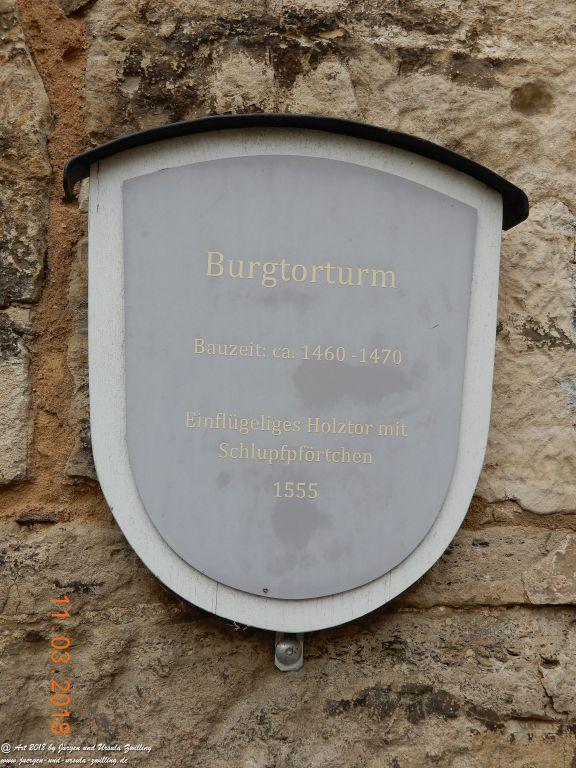 Burgtorturm
Bauzeit: ca. 1460 -1470
Einflügeliges Holztor mit
Schlupfpförtchen
1555
11 03 2018
@ Art 2018 by Jürgen und Ursula Zwilling
www.juergen-und-ursula-zwilling.de